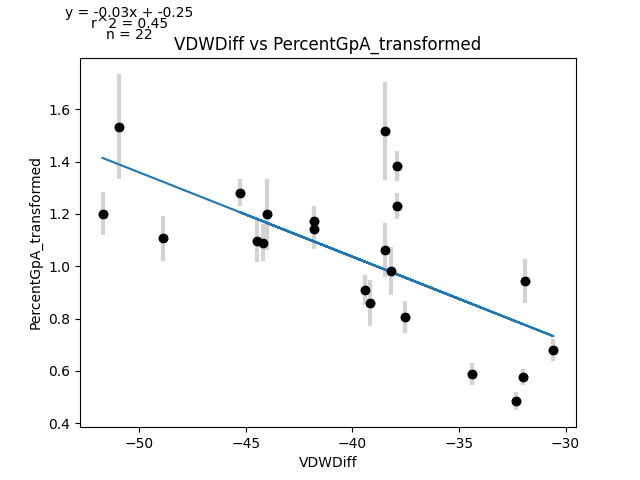 y = -0.03x + -0.25
r^2 = 0.45
n = 22
VDWDiff vs PercentGpA_transformed
1.6
1.4
1.2
1.0
0.8
0.6
0.4
PercentGpA_transformed
−50
−45
−40
−35
−30
VDWDiff